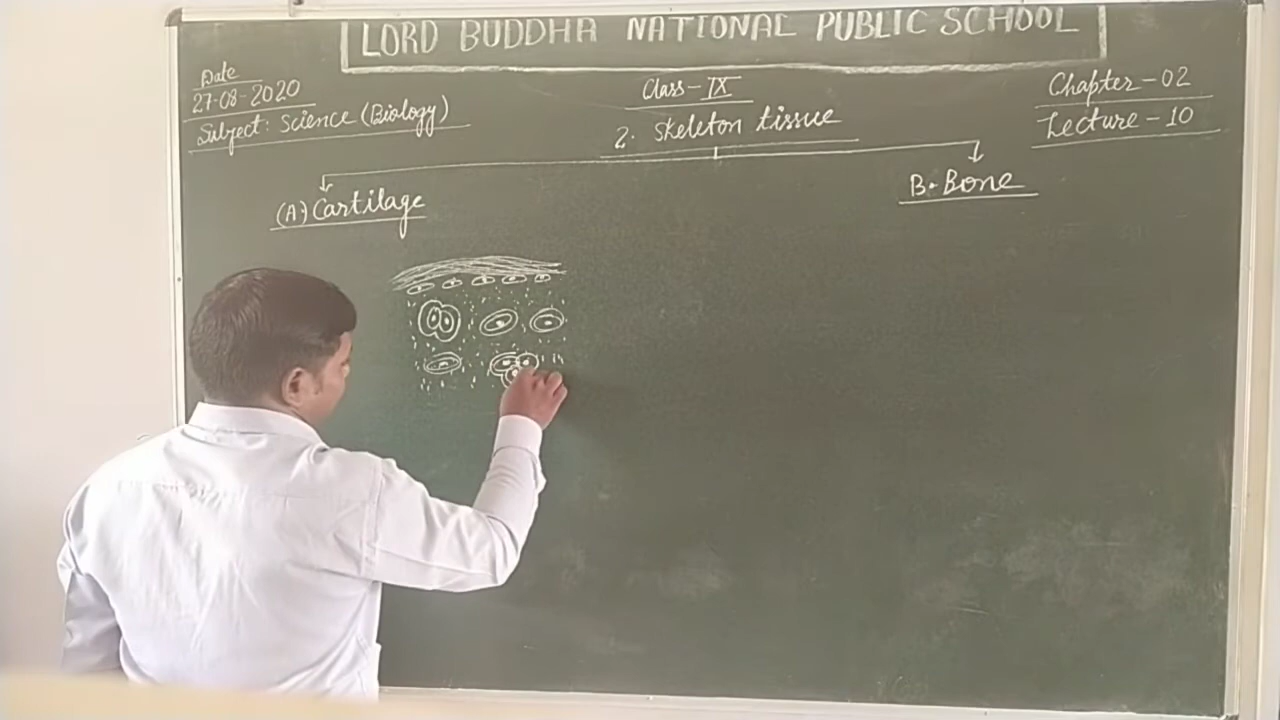 LORD BUDDHA NATIONAL PUBLIC SCHOOL
Date
27-08-2020
Subject: Science (Biology)
Class-IX
2. Skeleton tissue
Chapter-02
Lecture-10
(A) Cartilage
B. Bone